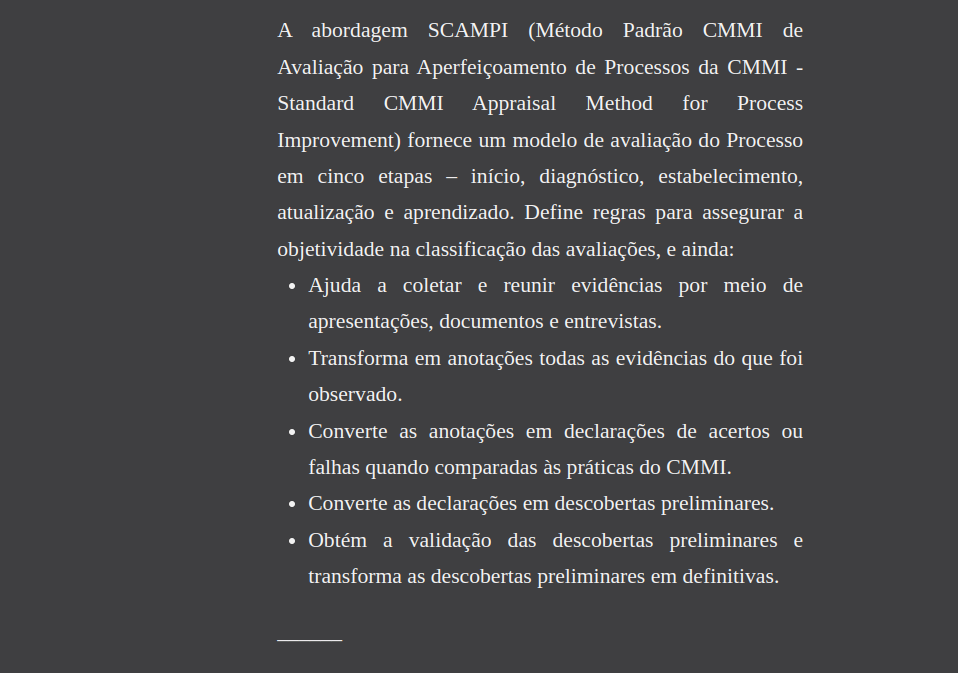 A abordagem SCAMPI (Método Padrão CMMI de
Avaliação para Aperfeiçoamento de Processos da CMMI -
Standard CMMI Appraisal Method for Process
Improvement) fornece um modelo de avaliação do Processo
em cinco etapas – início, diagnóstico, estabelecimento,
atualização e aprendizado. Define regras para assegurar a
objetividade na classificação das avaliações, e ainda:
• Ajuda a coletar e reunir evidências por meio de
apresentações, documentos e entrevistas.
• Transforma em anotações todas as evidências do que foi
observado.
• Converte as anotações em declarações de acertos ou
falhas quando comparadas às práticas do CMMI.
• Converte as declarações em descobertas preliminares.
• Obtém a validação das descobertas preliminares e
transforma as descobertas preliminares em definitivas.
______